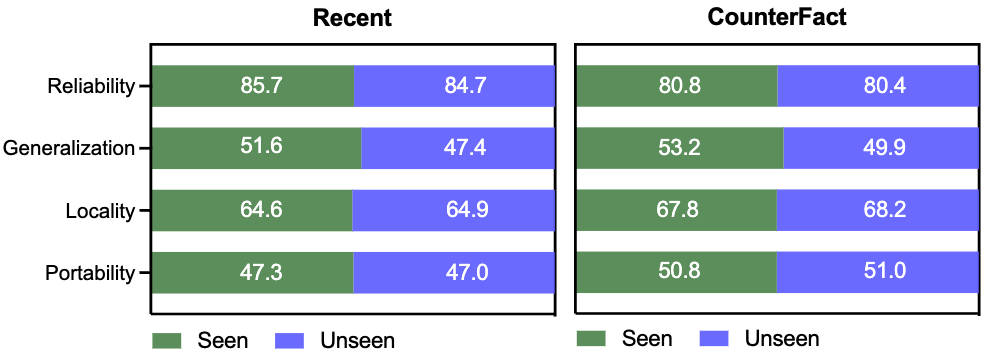 Recent CounterFact
Reliability 85.7 84.7 80.8 80.4
Generalization 51.6 47.4 53.2 49.9
Locality 64.6 64.9 67.8 68.2
Portability 47.3 47.0 50.8 51.0
Seen Unseen Seen Unseen